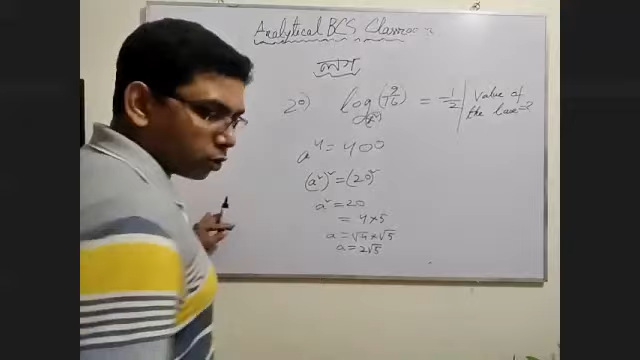 Analytical BCS Classroom
লগ
20) log (9/16) = -1/2 | value of the base = ?
a⁴ = 400
(a²)² = (20)²
a² = 20
= 4 × 5
a = √4 × √5
a = 2√5